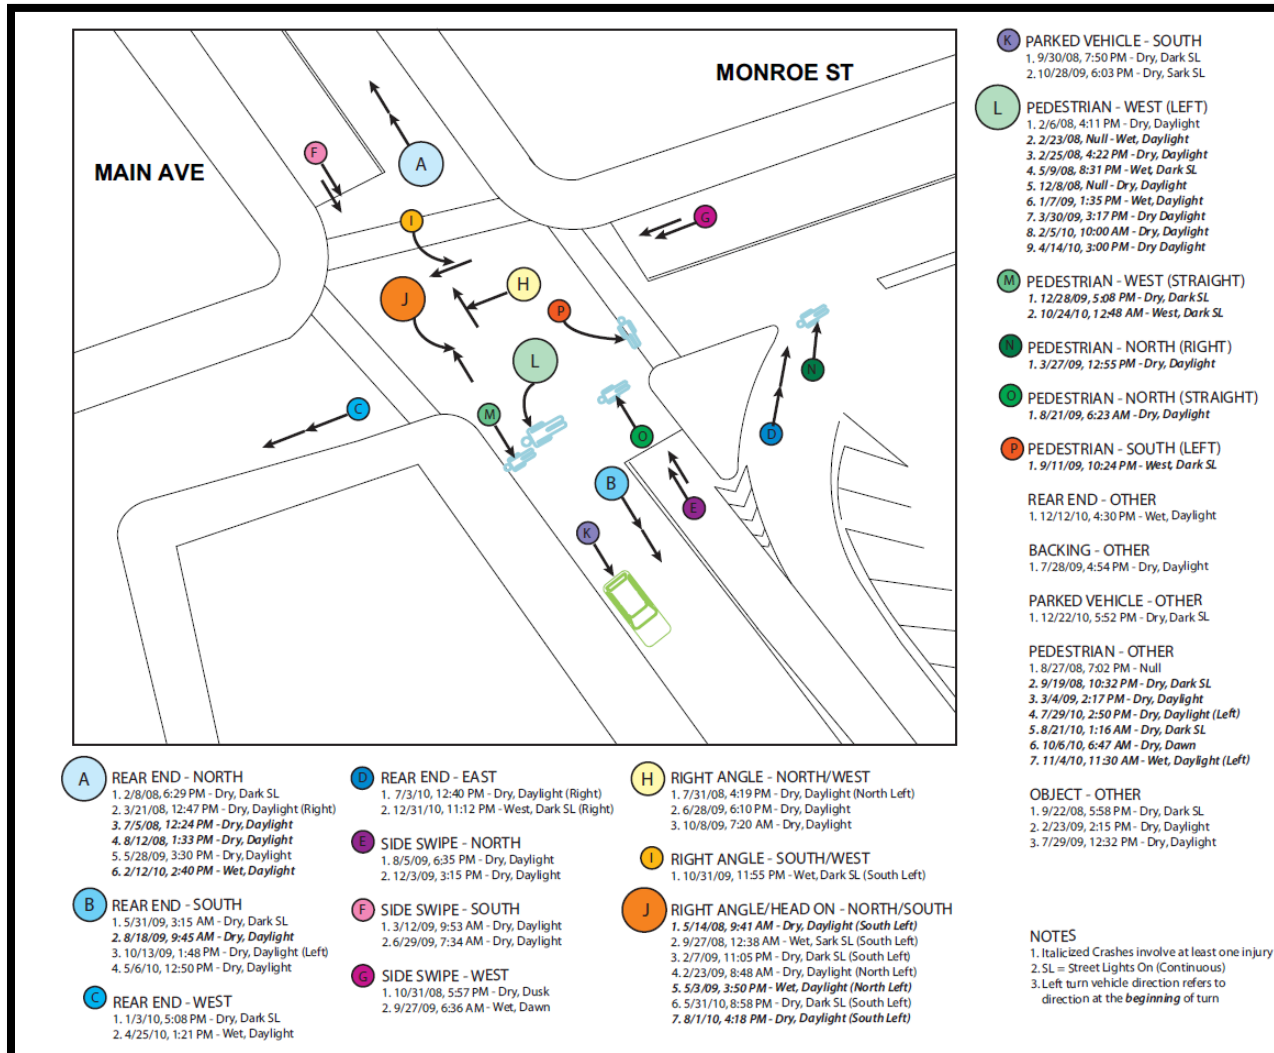 MONROE ST
MAIN AVE
A
F
I
G
J
H
P
L
N
C
M
O
D
B
E
K
K PARKED VEHICLE - SOUTH
1. 9/30/08, 7:50 PM - Dry, Dark SL
2. 10/28/09, 6:03 PM - Dry, Sark SL
L PEDESTRIAN - WEST (LEFT)
1. 2/6/08, 4:11 PM - Dry, Daylight
2. 2/23/08, Null - Wet, Daylight
3. 2/25/08, 4:22 PM - Dry, Daylight
4. 5/9/08, 8:31 PM - Wet, Dark SL
5. 12/8/08, Null - Dry, Daylight
6. 1/7/09, 1:35 PM - Wet, Daylight
7. 3/30/09, 3:17 PM - Dry Daylight
8. 2/5/10, 10:00 AM - Dry, Daylight
9. 4/14/10, 3:00 PM - Dry Daylight
M PEDESTRIAN - WEST (STRAIGHT)
1. 12/28/09, 5:08 PM - Dry, Dark SL
2. 10/24/10, 12:48 AM - West, Dark SL
N PEDESTRIAN - NORTH (RIGHT)
1. 3/27/09, 12:55 PM - Dry, Daylight
O PEDESTRIAN - NORTH (STRAIGHT)
1. 8/21/09, 6:23 AM - Dry, Daylight
P PEDESTRIAN - SOUTH (LEFT)
1. 9/11/09, 10:24 PM - West, Dark SL
REAR END - OTHER
1. 12/12/10, 4:30 PM - Wet, Daylight
BACKING - OTHER
1. 7/28/09, 4:54 PM - Dry, Daylight
PARKED VEHICLE - OTHER
1. 12/22/10, 5:52 PM - Dry, Dark SL
PEDESTRIAN - OTHER
1. 8/27/08, 7:02 PM - Null
2. 9/19/08, 10:32 PM - Dry, Dark SL
3. 3/4/09, 2:17 PM - Dry, Daylight
4. 7/29/10, 2:50 PM - Dry, Daylight (Left)
5. 8/21/10, 1:16 AM - Dry, Dark SL
6. 10/6/10, 6:47 AM - Dry, Dawn
7. 11/4/10, 11:30 AM - Wet, Daylight (Left)
OBJECT - OTHER
1. 9/22/08, 5:58 PM - Dry, Dark SL
2. 2/23/09, 2:15 PM - Dry, Daylight
3. 7/29/09, 12:32 PM - Dry, Daylight
A REAR END - NORTH
1. 2/8/08, 6:29 PM - Dry, Dark SL
2. 3/21/08, 12:47 PM - Dry, Daylight (Right)
3. 7/5/08, 12:24 PM - Dry, Daylight
4. 8/12/08, 1:33 PM - Dry, Daylight
5. 5/28/09, 3:30 PM - Dry, Daylight
6. 2/12/10, 2:40 PM - Wet, Daylight
B REAR END - SOUTH
1. 5/31/09, 3:15 AM - Dry, Dark SL
2. 8/18/09, 9:45 AM - Dry, Daylight
3. 10/13/09, 1:48 PM - Dry, Daylight (Left)
4. 5/6/10, 12:50 PM - Dry, Daylight
C REAR END - WEST
1. 1/3/10, 5:08 PM - Dry, Dark SL
2. 4/25/10, 1:21 PM - Wet, Daylight
D REAR END - EAST
1. 7/3/10, 12:40 PM - Dry, Daylight (Right)
2. 12/31/10, 11:12 PM - West, Dark SL (Right)
E SIDE SWIPE - NORTH
1. 8/5/09, 6:35 PM - Dry, Daylight
2. 12/3/09, 3:15 PM - Dry, Daylight
F SIDE SWIPE - SOUTH
1. 3/12/09, 9:53 AM - Dry, Daylight
2. 6/29/09, 7:34 AM - Dry, Daylight
G SIDE SWIPE - WEST
1. 10/31/08, 5:57 PM - Dry, Dusk
2. 9/27/09, 6:36 AM - Wet, Dawn
H RIGHT ANGLE - NORTH/WEST
1. 7/31/08, 4:19 PM - Dry, Daylight (North Left)
2. 6/28/09, 6:10 PM - Dry, Daylight
3. 10/8/09, 7:20 AM - Dry, Daylight
I RIGHT ANGLE - SOUTH/WEST
1. 10/31/09, 11:55 PM - Wet, Dark SL (South Left)
J RIGHT ANGLE/HEAD ON - NORTH/SOUTH
1. 5/14/08, 9:41 AM - Dry, Daylight (South Left)
2. 9/27/08, 12:38 AM - Wet, Sark SL (South Left)
3. 2/7/09, 11:05 PM - Dry, Dark SL (South Left)
4. 2/23/09, 8:48 AM - Dry, Daylight (North Left)
5. 5/3/09, 3:50 PM - Wet, Daylight (North Left)
6. 5/31/10, 8:58 PM - Dry, Dark SL (South Left)
7. 8/1/10, 4:18 PM - Dry, Daylight (South Left)
NOTES
1. Italicized Crashes involve at least one injury
2. SL = Street Lights On (Continuous)
3. Left turn vehicle direction refers to
direction at the beginning of turn